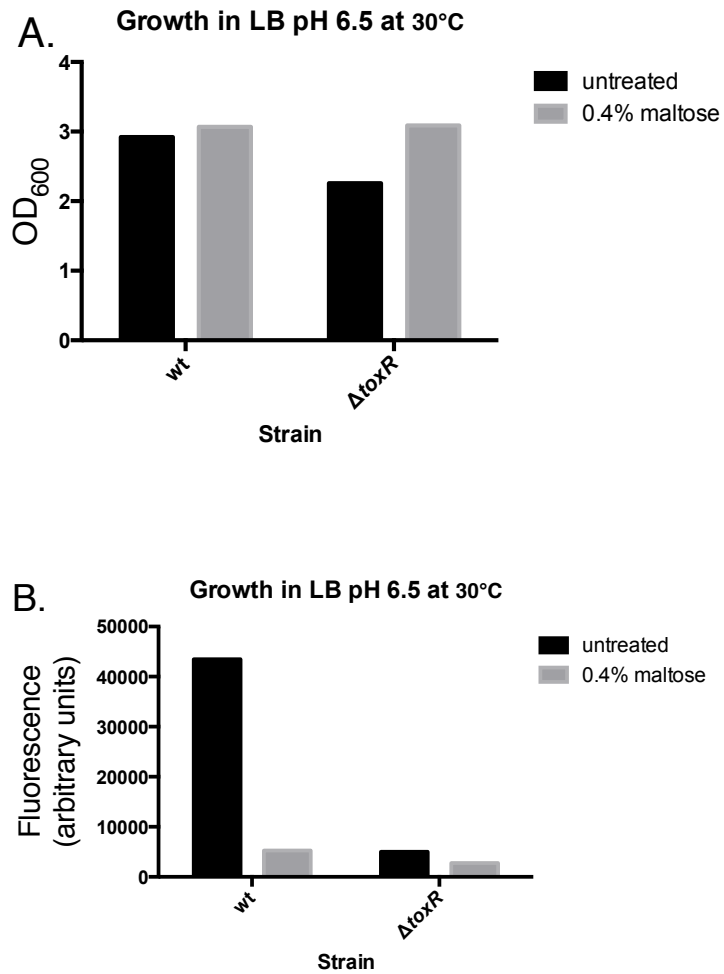 A.
Growth in LB pH 6.5 at 30°C
4
3
2
1
0
OD600
untreated
0.4% maltose
wt
ΔtoxR
Strain
B.
Growth in LB pH 6.5 at 30°C
50000
40000
30000
20000
10000
0
Fluorescence
(arbitrary units)
untreated
0.4% maltose
wt
ΔtoxR
Strain